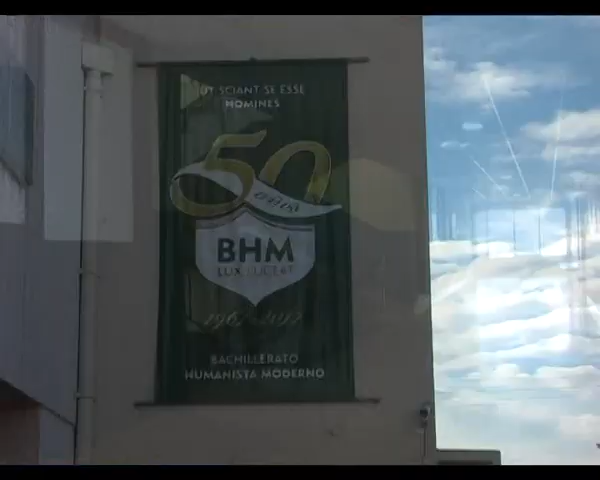 UT SCIANT SE ESSE
HOMINES
50
años
BHM
LUX LUCEAT
BACHILLERATO
HUMANISTA MODERNO